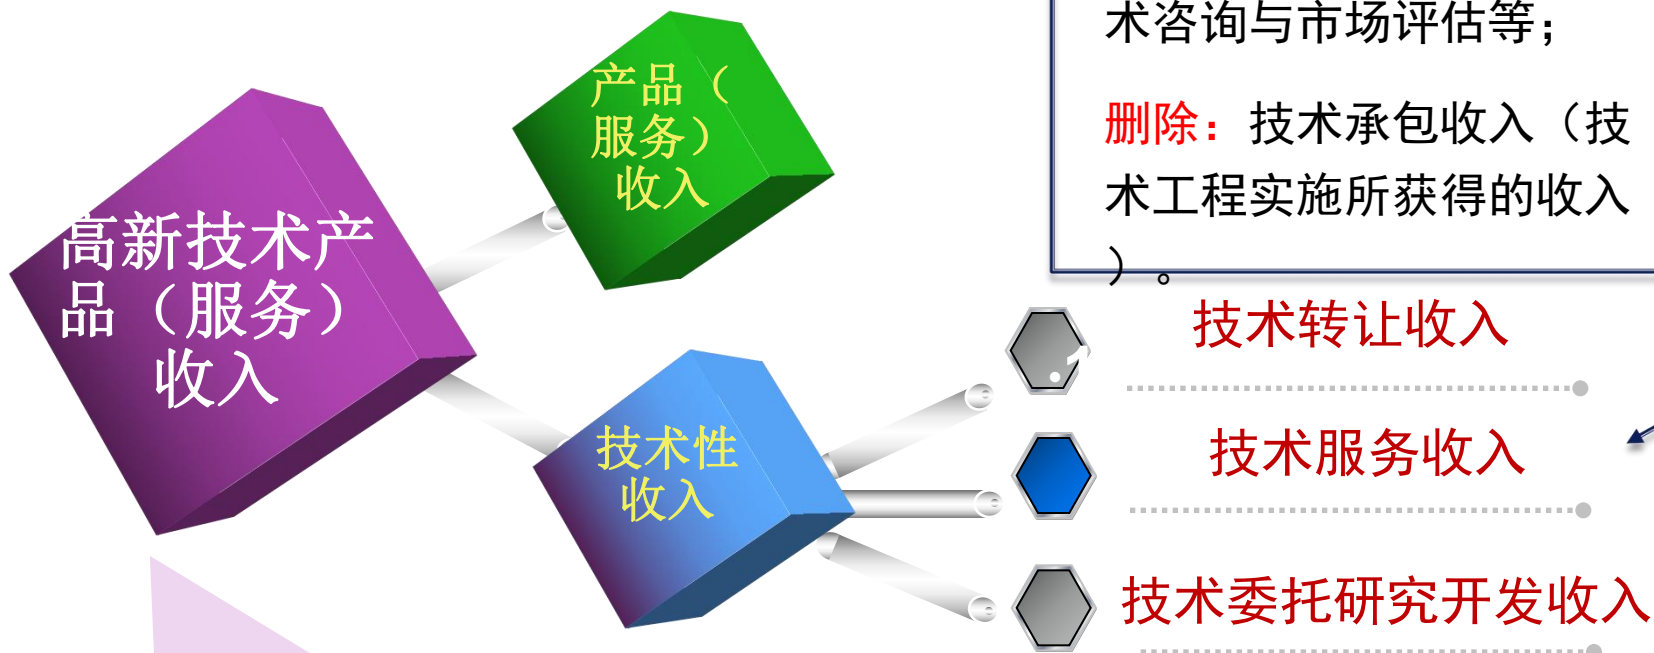 术咨询与市场评估等；
删除：技术承包收入（技
术工程实施所获得的收入
）。
产品（
服务）
收入
高新技术产
品（服务）
收入
技术性
收入
.1
技术转让收入
技术服务收入
技术委托研究开发收入